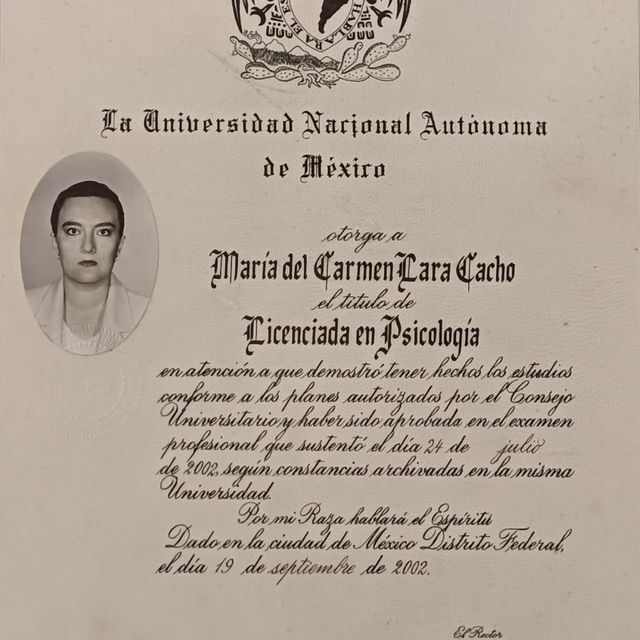 HABLARA EL ES
La Universidad Nacional Autónoma
de México
otorga a
María del Carmen Lara Cacho
el título de
Licenciada en Psicología
en atención a que demostró tener hechos los estudios
conforme a los planes autorizados por el Consejo
Universitario y haber sido aprobada en el examen
profesional que sustentó el día 24 de julio
de 2002, según constancias archivadas en la misma
Universidad.
Por mi Raza hablará el Espíritu
Dado en la ciudad de México Distrito Federal,
el día 19 de septiembre de 2002.
El Rector